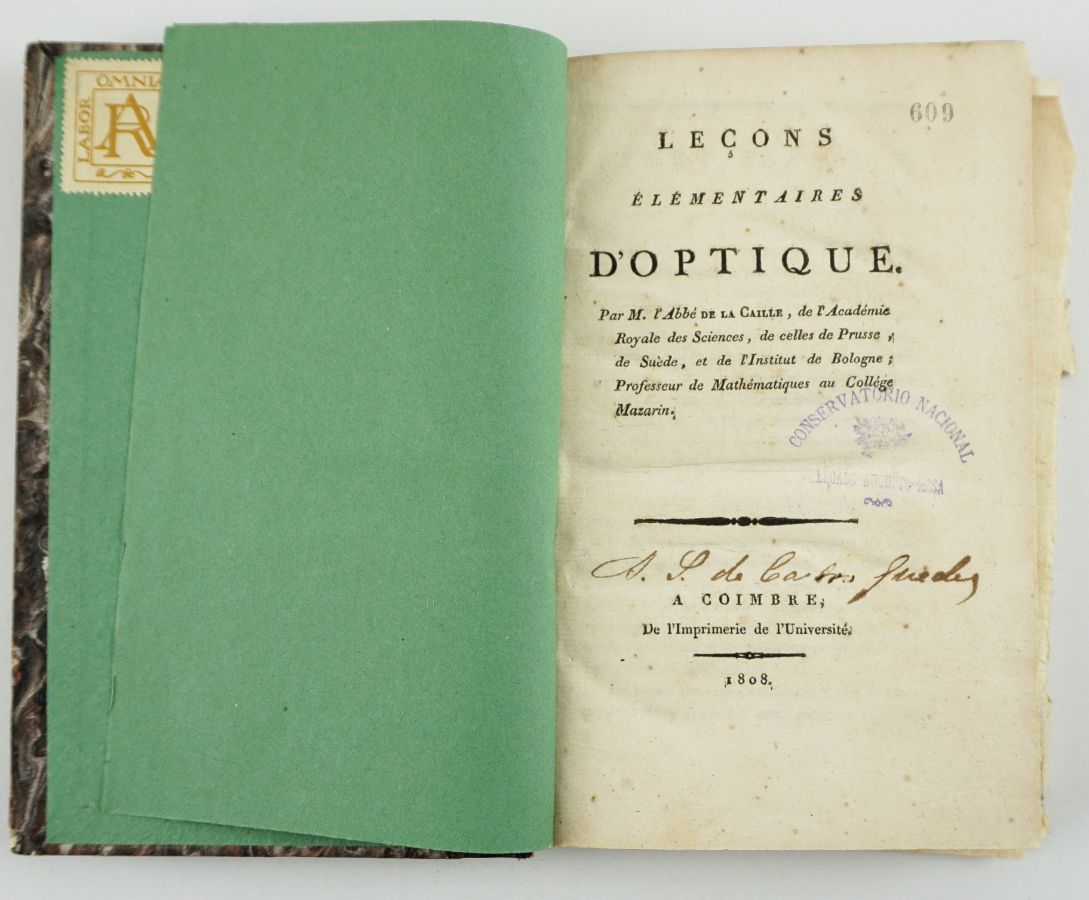 LABOR OMNIA
RA
609
LEÇONS
ÉLÉMENTAIRES
D'OPTIQUE.
Par M. l'Abbé DE LA CAILLE, de l'Académie
Royale des Sciences, de celles de Prusse,
de Suède, et de l'Institut de Bologne;
Professeur de Mathématiques au Collége
Mazarin.
CONSERVATORIO NACIONAL
A. S. de Castro Guedes
A COIMBRE,
De l'Imprimerie de l'Université.
1808.